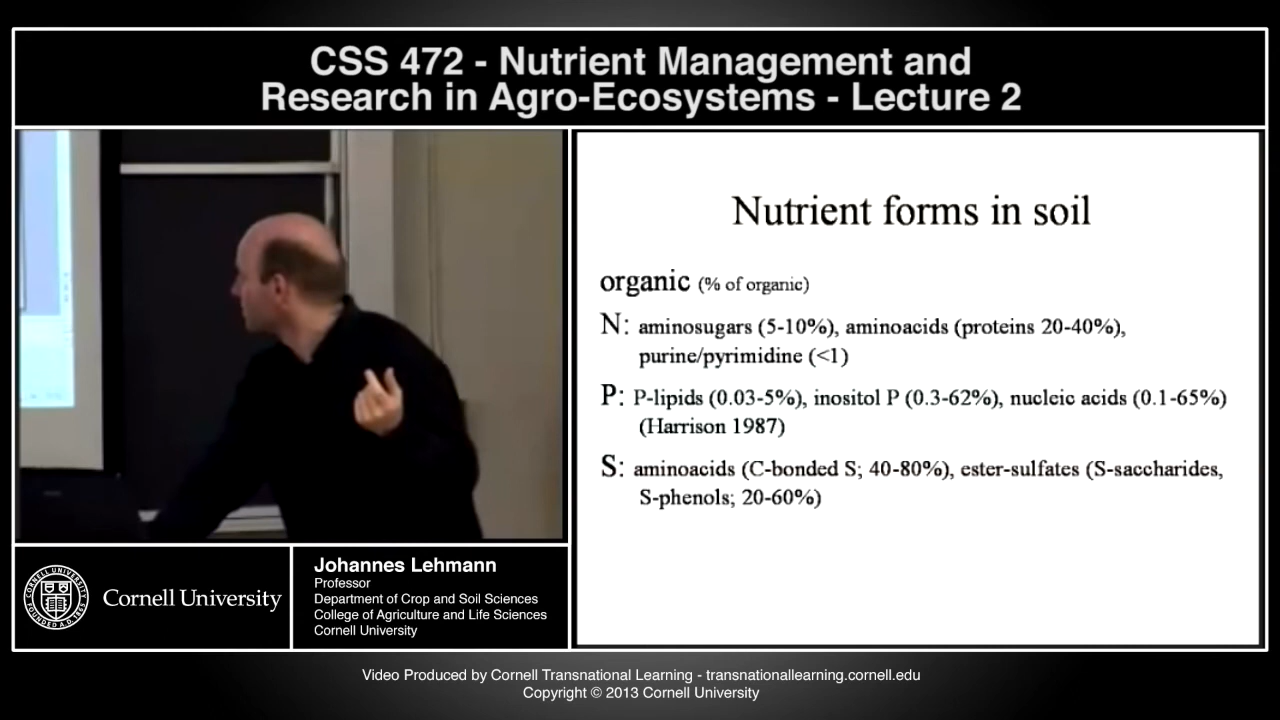 CSS 472 - Nutrient Management and
Research in Agro-Ecosystems - Lecture 2
Nutrient forms in soil
organic (% of organic)
N: aminosugars (5-10%), aminoacids (proteins 20-40%),
purine/pyrimidine (<1)
P: P-lipids (0.03-5%), inositol P (0.3-62%), nucleic acids (0.1-65%)
(Harrison 1987)
S: aminoacids (C-bonded S; 40-80%), ester-sulfates (S-saccharides,
S-phenols; 20-60%)
CORNELL UNIVERSITY
FOUNDED A.D. 1865
Cornell University
Johannes Lehmann
Professor
Department of Crop and Soil Sciences
College of Agriculture and Life Sciences
Cornell University
Video Produced by Cornell Transnational Learning - transnationallearning.cornell.edu
Copyright © 2013 Cornell University